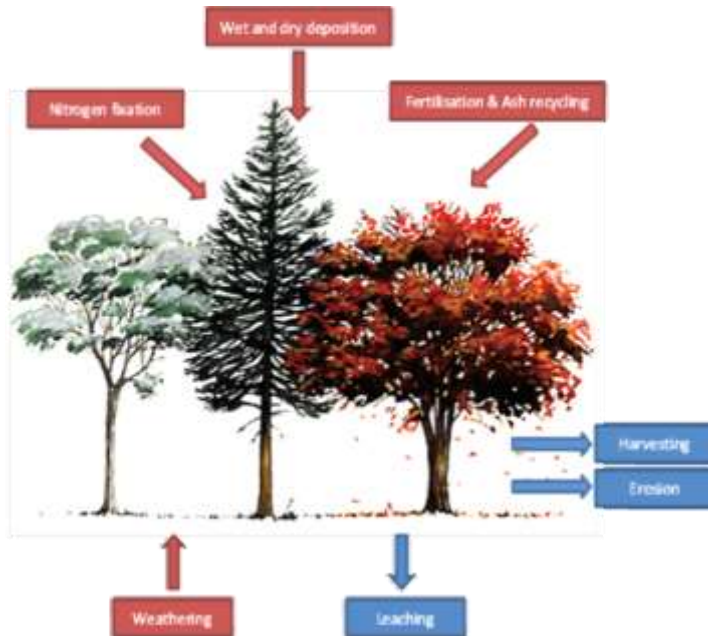 Wet and dry deposition
Nitrogen fixation
Fertilisation & Ash recycling
Harvesting
Erosion
Weathering
Leaching